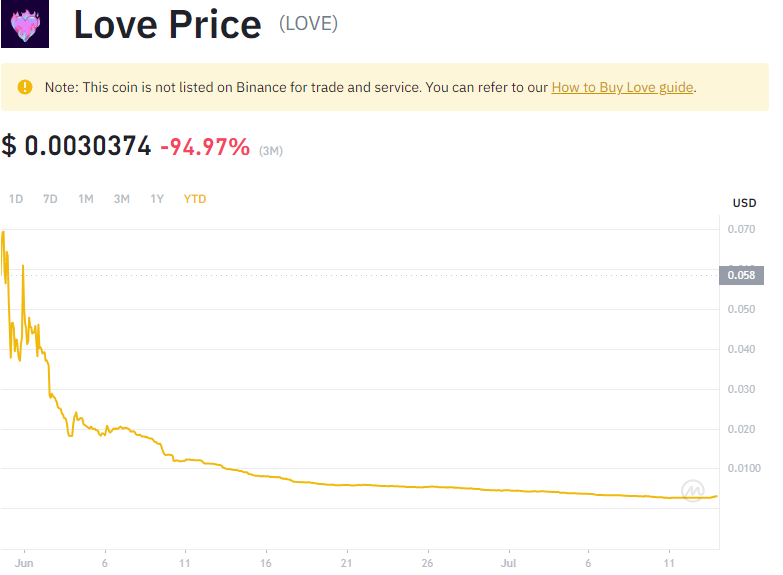 Love Price (LOVE)
Note: This coin is not listed on Binance for trade and service. You can refer to our How to Buy Love guide.
$ 0.0030374 -94.97% (3M)
1D 7D 1M 3M 1Y YTD
USD
0.070
0.058
0.050
0.040
0.030
0.020
0.0100
Jun 6 11 16 21 26 Jul 6 11